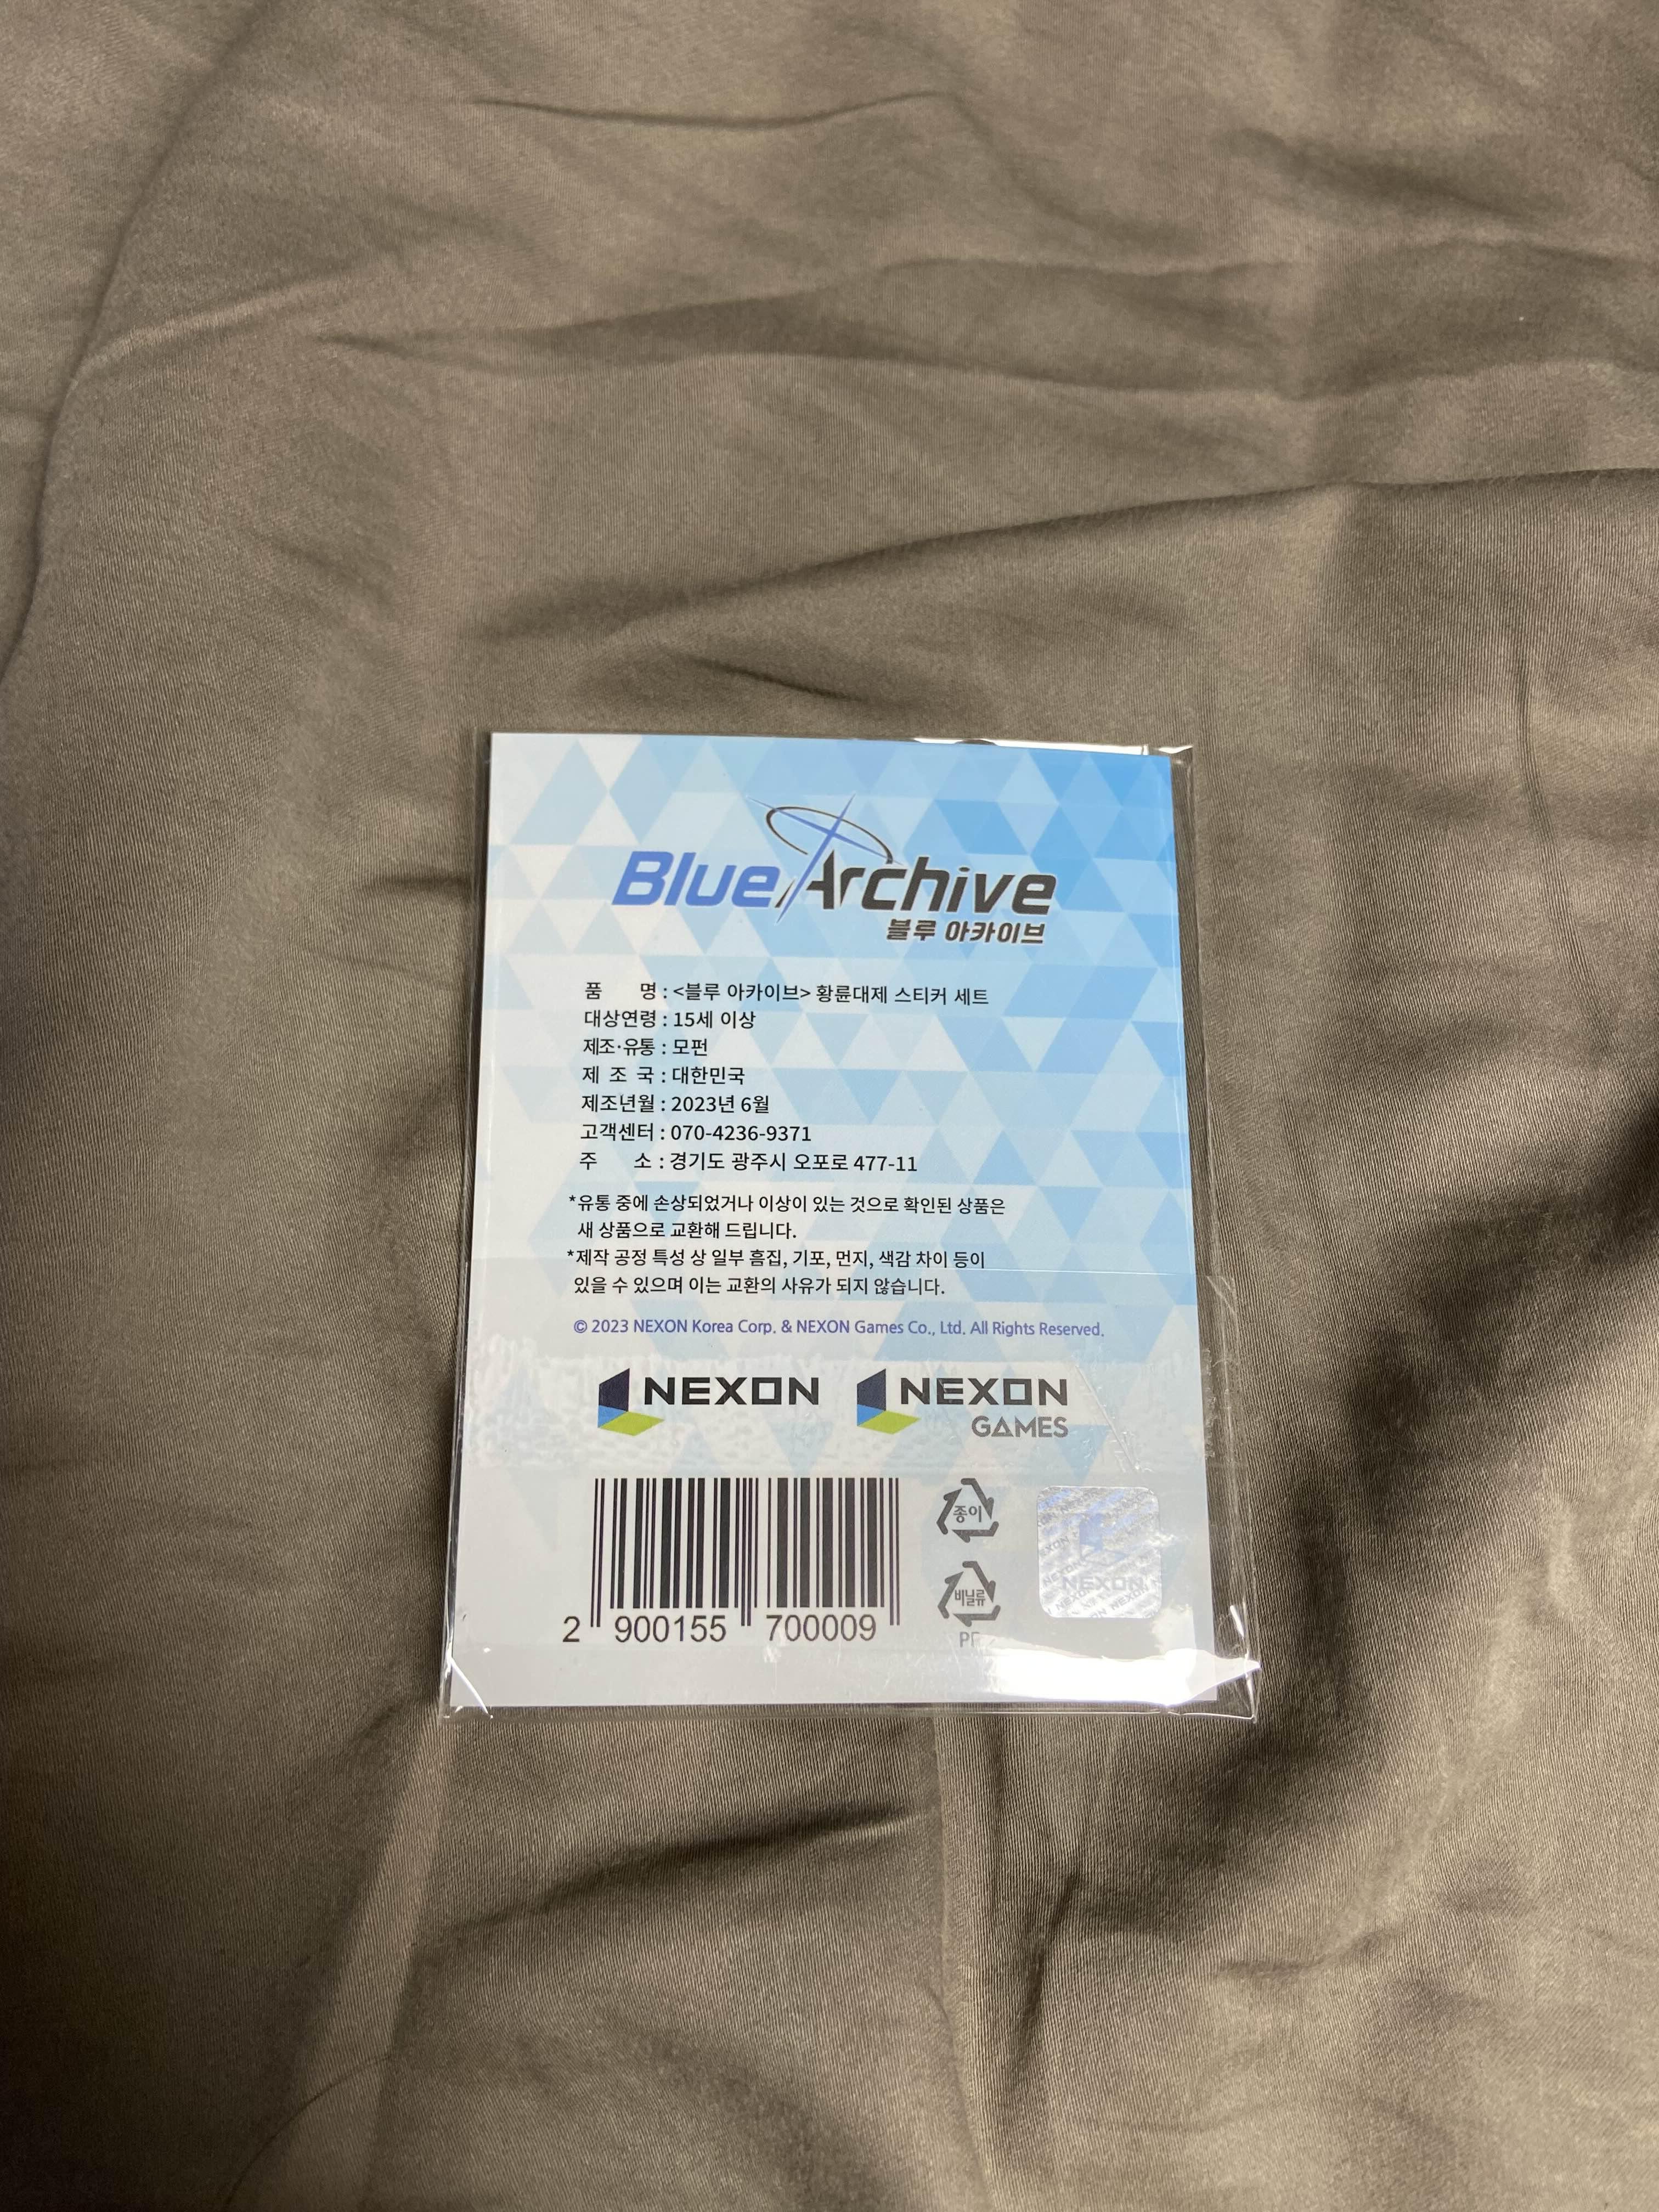 Blue Archive
블루 아카이브
품 명 : <블루 아카이브> 황륜대제 스티커 세트
대상연령 : 15세 이상
제조·유통 : 모펀
제 조 국 : 대한민국
제조년월 : 2023년 6월
고객센터 : 070-4236-9371
주 소 : 경기도 광주시 오포로 477-11
*유통 중에 손상되었거나 이상이 있는 것으로 확인된 상품은
새 상품으로 교환해 드립니다.
*제작 공정 특성 상 일부 흠집, 기포, 먼지, 색감 차이 등이
있을 수 있으며 이는 교환의 사유가 되지 않습니다.
© 2023 NEXON Korea Corp. & NEXON Games Co., Ltd. All Rights Reserved.
NEXON NEXON
GAMES
종이
비닐류
NEXON
2 900155 700009